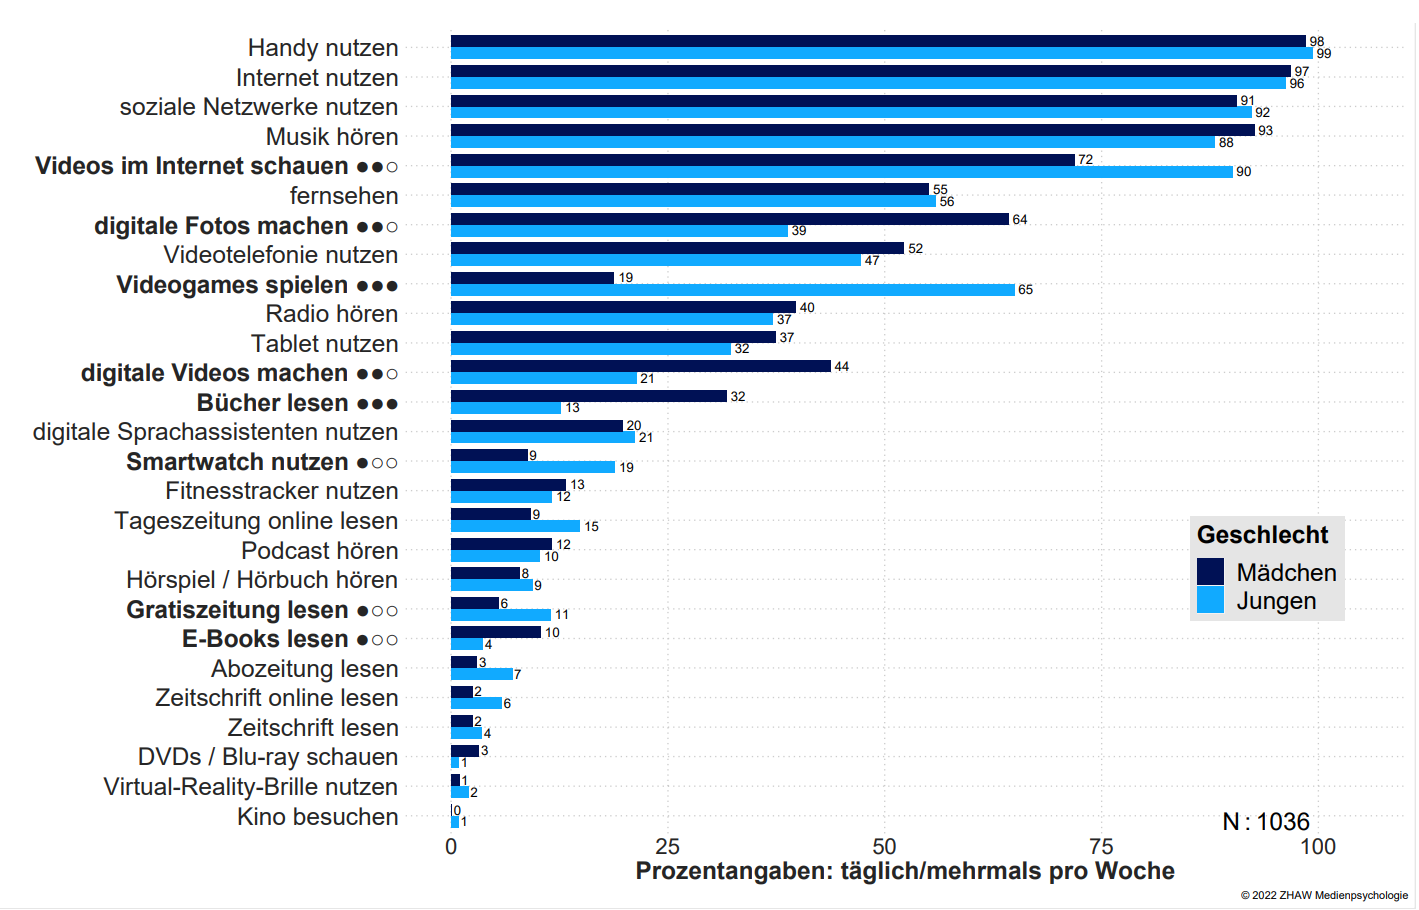 Handy nutzen 98 99
Internet nutzen 97 96
soziale Netzwerke nutzen 91 92
Musik hören 93 88
Videos im Internet schauen ●●○ 72 90
fernsehen 55 56
digitale Fotos machen ●●○ 64 39
Videotelefonie nutzen 52 47
Videogames spielen ●●● 19 65
Radio hören 40 37
Tablet nutzen 37 32
digitale Videos machen ●●○ 44 21
Bücher lesen ●●● 32 13
digitale Sprachassistenten nutzen 20 21
Smartwatch nutzen ●○○ 9 19
Fitnesstracker nutzen 13 12
Tageszeitung online lesen 9 15
Podcast hören 12 10
Hörspiel / Hörbuch hören 8 9
Gratiszeitung lesen ●○○ 6 11
E-Books lesen ●○○ 10 4
Abozeitung lesen 3 7
Zeitschrift online lesen 2 6
Zeitschrift lesen 2 4
DVDs / Blu-ray schauen 3 1
Virtual-Reality-Brille nutzen 1 2
Kino besuchen 0 1
Geschlecht
Mädchen
Jungen
N : 1036
0 25 50 75 100
Prozentangaben: täglich/mehrmals pro Woche
© 2022 ZHAW Medienpsychologie